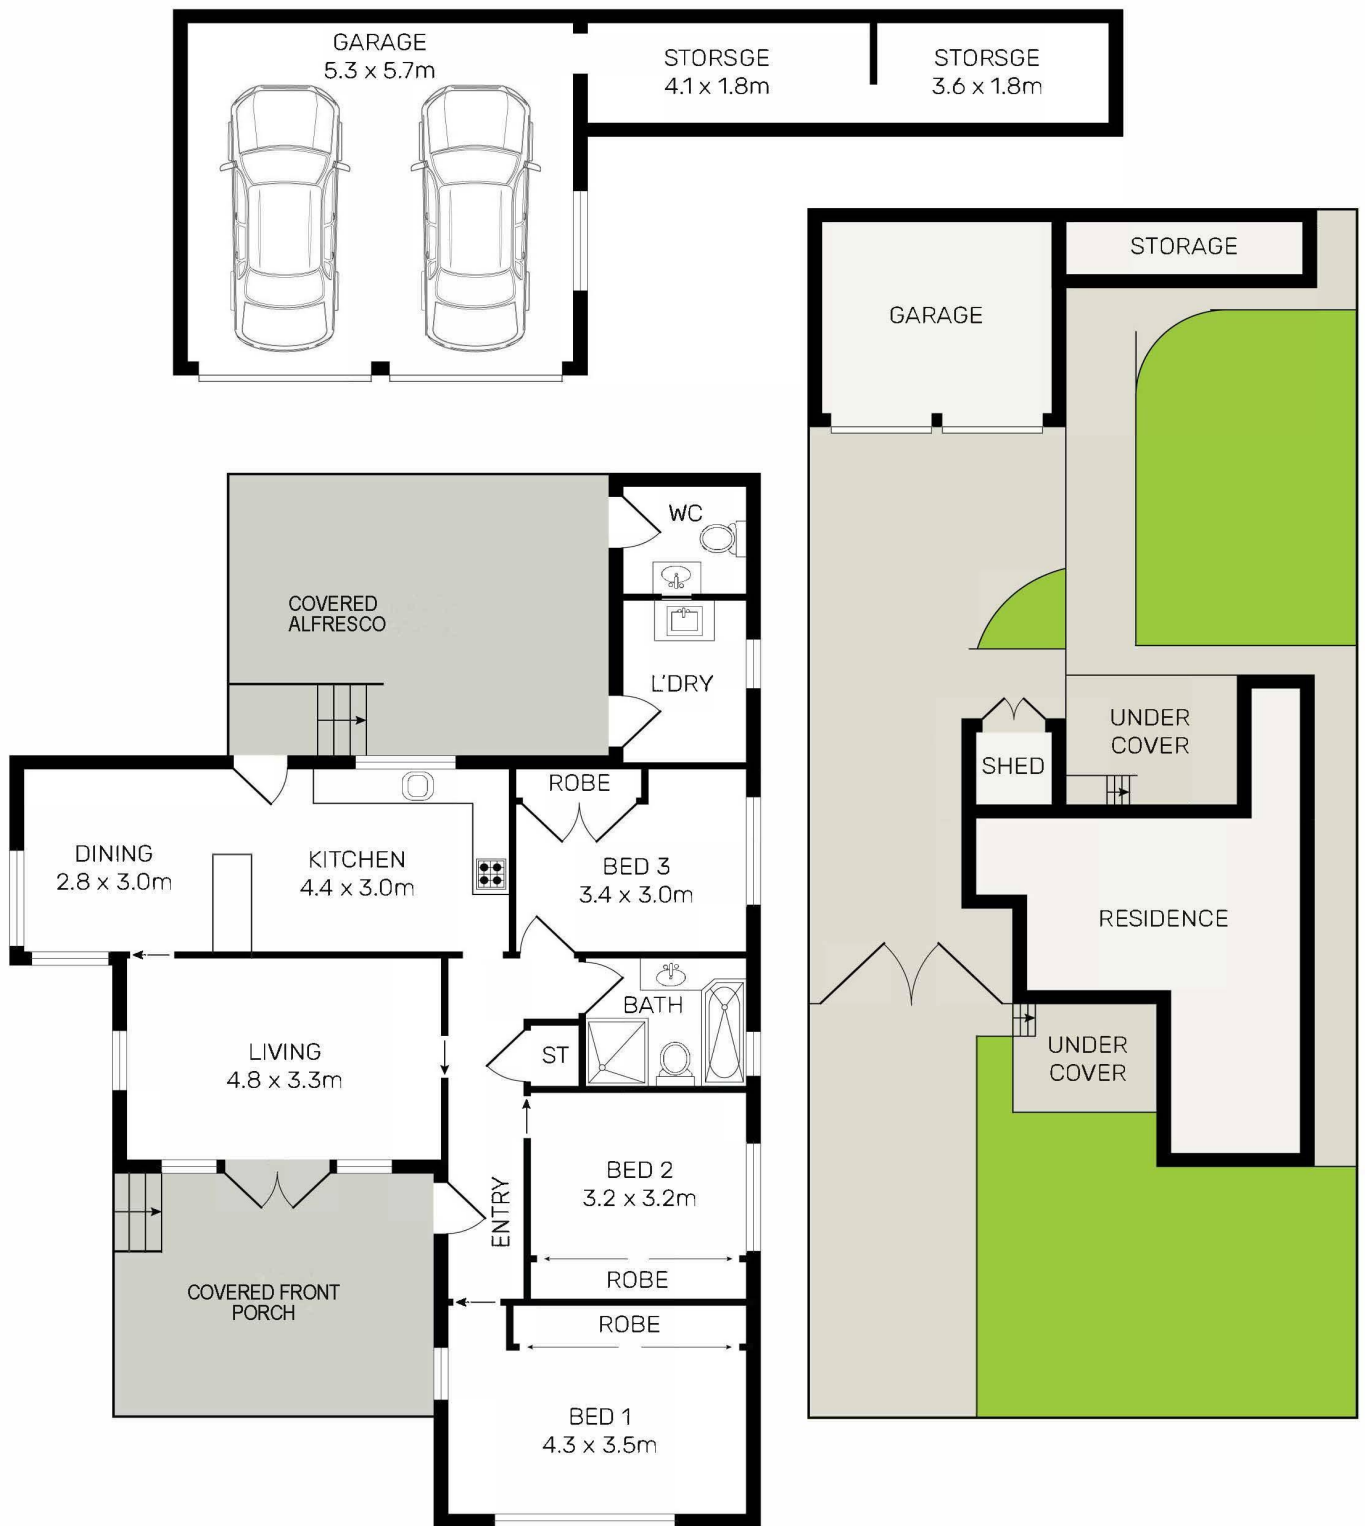 GARAGE
5.3 x 5.7m
STORSGE
4.1 x 1.8m
STORSGE
3.6 x 1.8m
STORAGE
GARAGE
WC
COVERED
ALFRESCO
L'DRY
UNDER
COVER
SHED
ROBE
DINING
2.8 x 3.0m
KITCHEN
4.4 x 3.0m
BED 3
3.4 x 3.0m
RESIDENCE
BATH
LIVING
4.8 x 3.3m
ST
UNDER
COVER
BED 2
3.2 x 3.2m
ENTRY
ROBE
COVERED FRONT
PORCH
ROBE
BED 1
4.3 x 3.5m